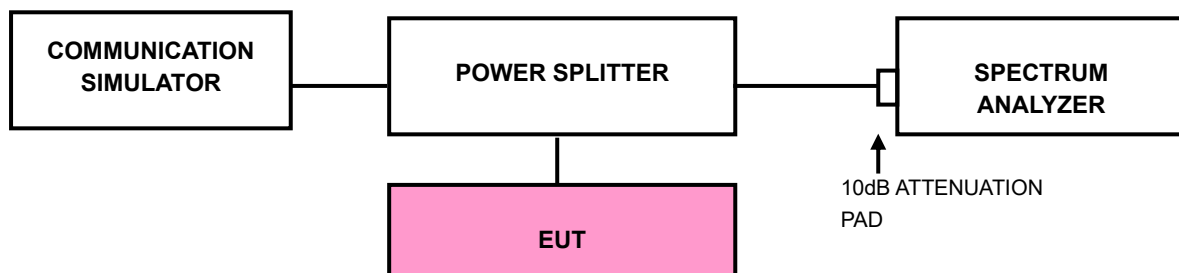 COMMUNICATION
SIMULATOR
POWER SPLITTER
SPECTRUM
ANALYZER
10dB ATTENUATION
PAD
EUT